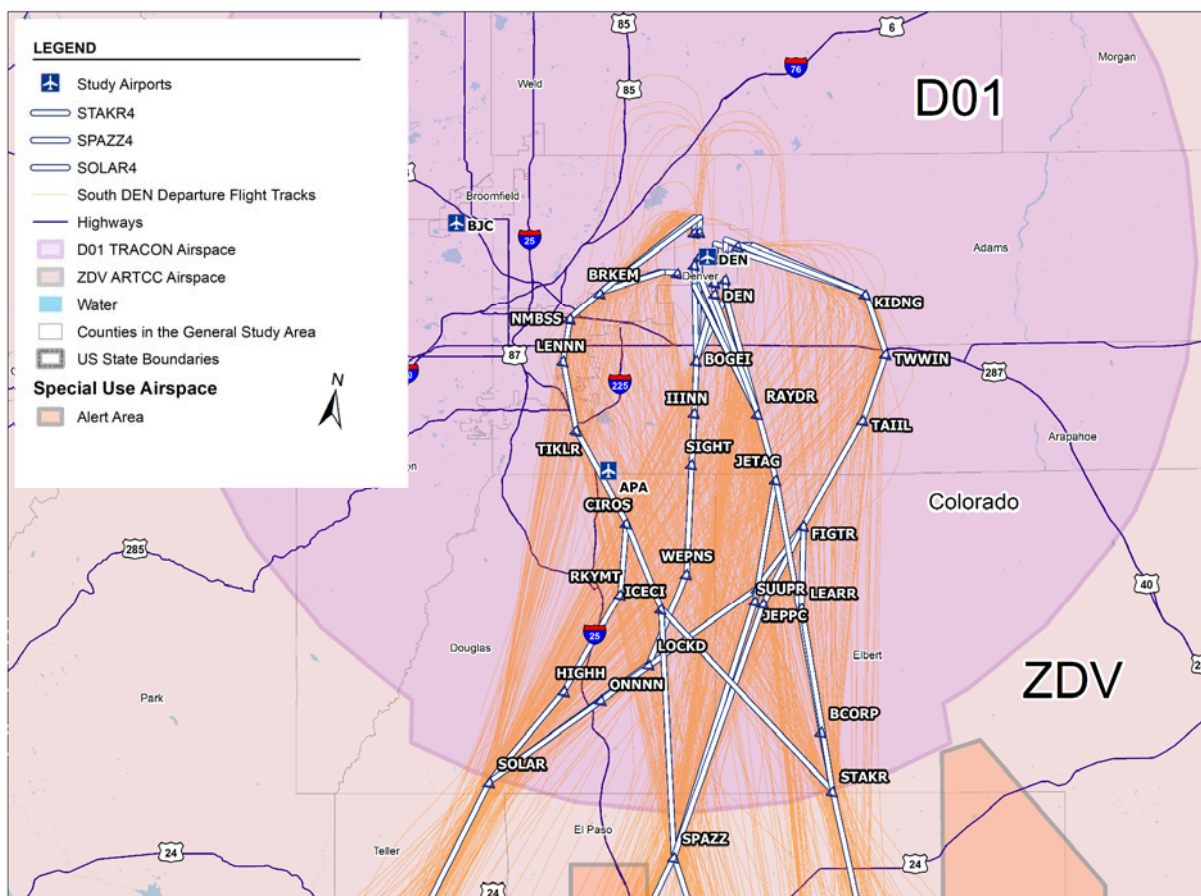 LEGEND
Study Airports
STAKR4
SPAZZ4
SOLAR4
South DEN Departure Flight Tracks
Highways
D01 TRACON Airspace
ZDV ARTCC Airspace
Water
Counties in the General Study Area
US State Boundaries
Special Use Airspace
Alert Area
N
85
6
Morgan
76
Weld
85
D01
Broomfield
BJC
25
Adams
DEN
Denver
BRKEM
DEN
KIDNG
NMBSS
LENNN
87
BOGEI
TWWIN
287
225
IIINN
RAYDR
TAIIL
TIKLR
SIGHT
Arapahoe
JETAG
APA
Colorado
CIROS
FIGTR
285
WEPNS
40
RKYMT
ICECI
SUUPR
LEARR
JEPPC
25
Douglas
LOCKD
Elbert
HIGHH
ONNNN
ZDV
Park
BCORP
SOLAR
STAKR
El Paso
SPAZZ
Teller
24
24
24